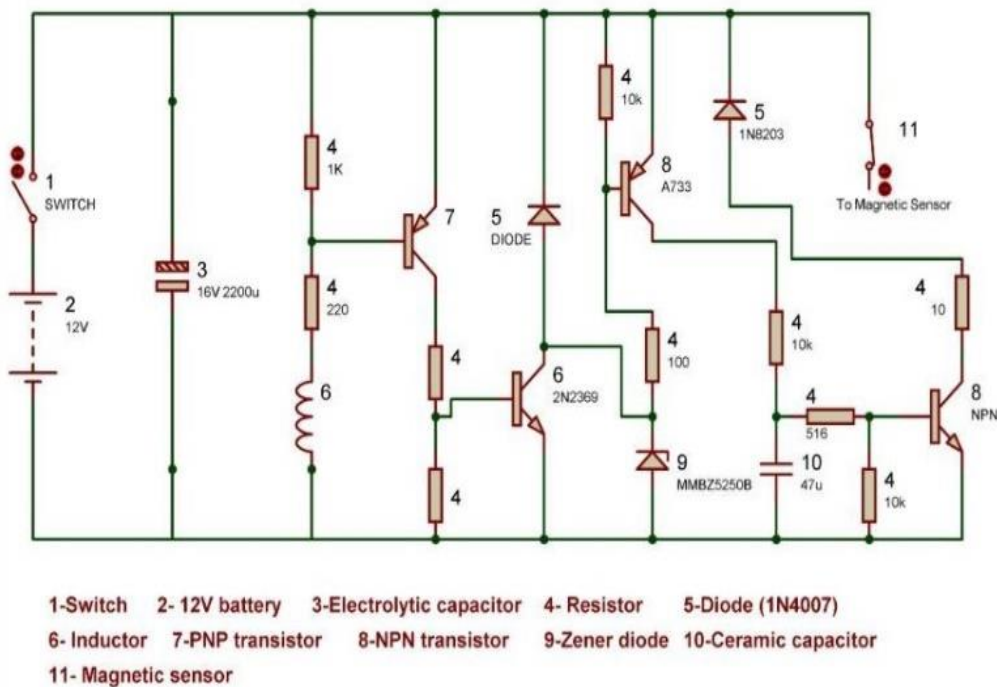 4
10k
5
1N8203
11
4
1K
8
A733
1
SWITCH
To Magnetic Sensor
7
5
DIODE
3
16V 2200u
4
220
4
10
2
12V
4
10k
4
100
4
6
6
2N2369
4
516
8
NPN
9
MMBZ5250B
10
47u
4
10k
4
1-Switch 2- 12V battery 3-Electrolytic capacitor 4- Resistor 5-Diode (1N4007)
6- Inductor 7-PNP transistor 8-NPN transistor 9-Zener diode 10-Ceramic capacitor
11- Magnetic sensor